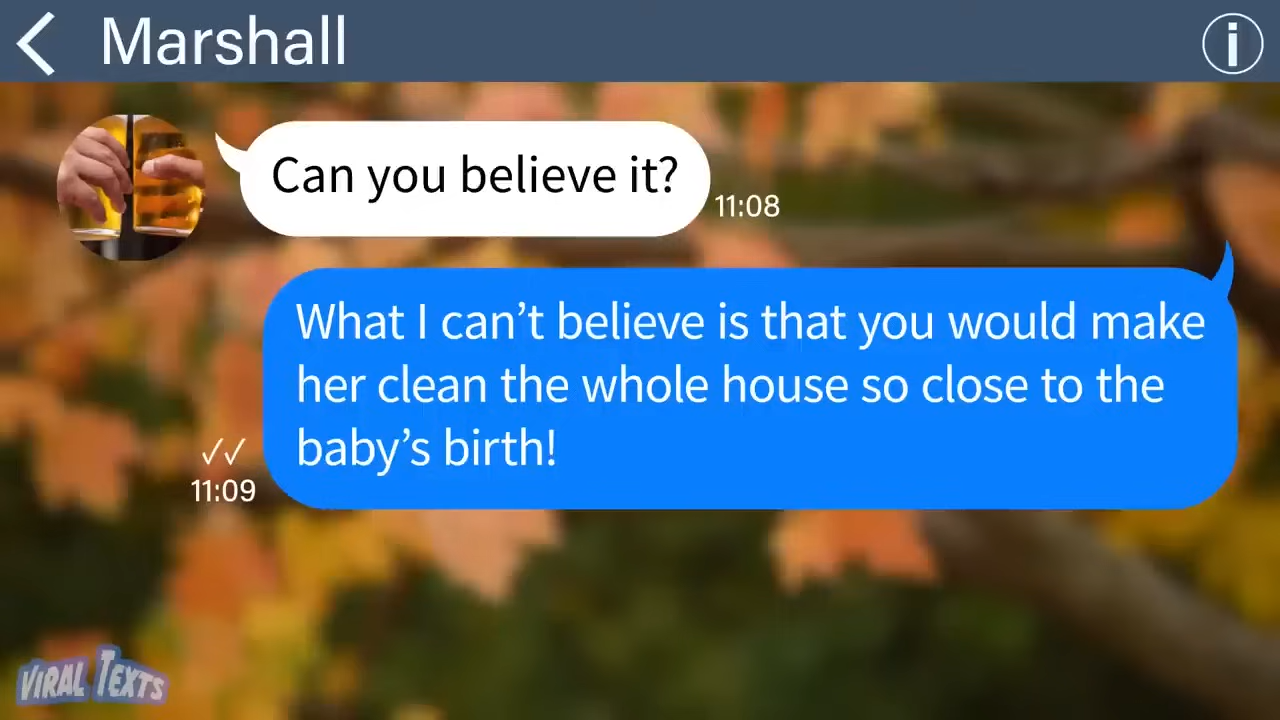 Marshall
Can you believe it?
11:08
What I can't believe is that you would make
her clean the whole house so close to the
baby's birth!
11:09
VIRAL TEXTS